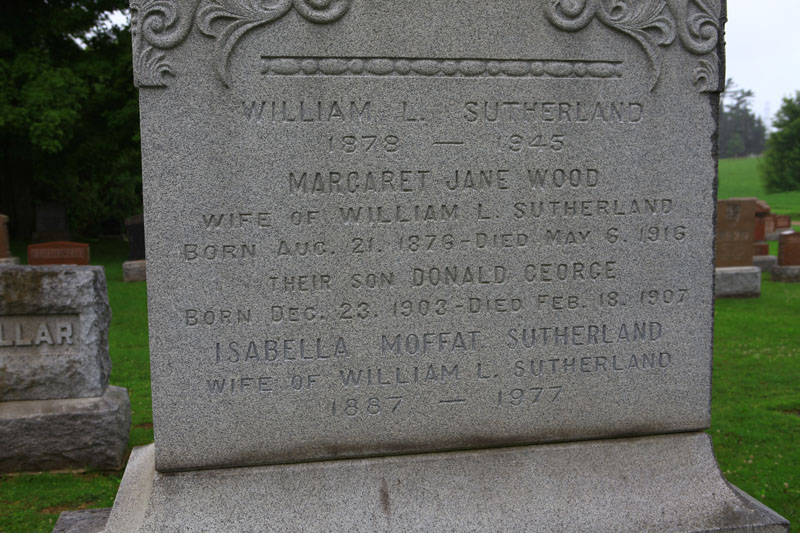 WILLIAM L. SUTHERLAND
1878 — 1945
MARGARET JANE WOOD
WIFE OF WILLIAM L. SUTHERLAND
BORN AUG. 21. 1876-DIED MAY 6. 1916
THEIR SON DONALD GEORGE
BORN DEC. 23. 1903-DIED FEB. 18. 1907
ISABELLA MOFFAT SUTHERLAND
WIFE OF WILLIAM L. SUTHERLAND
1887 — 1977
LLAR